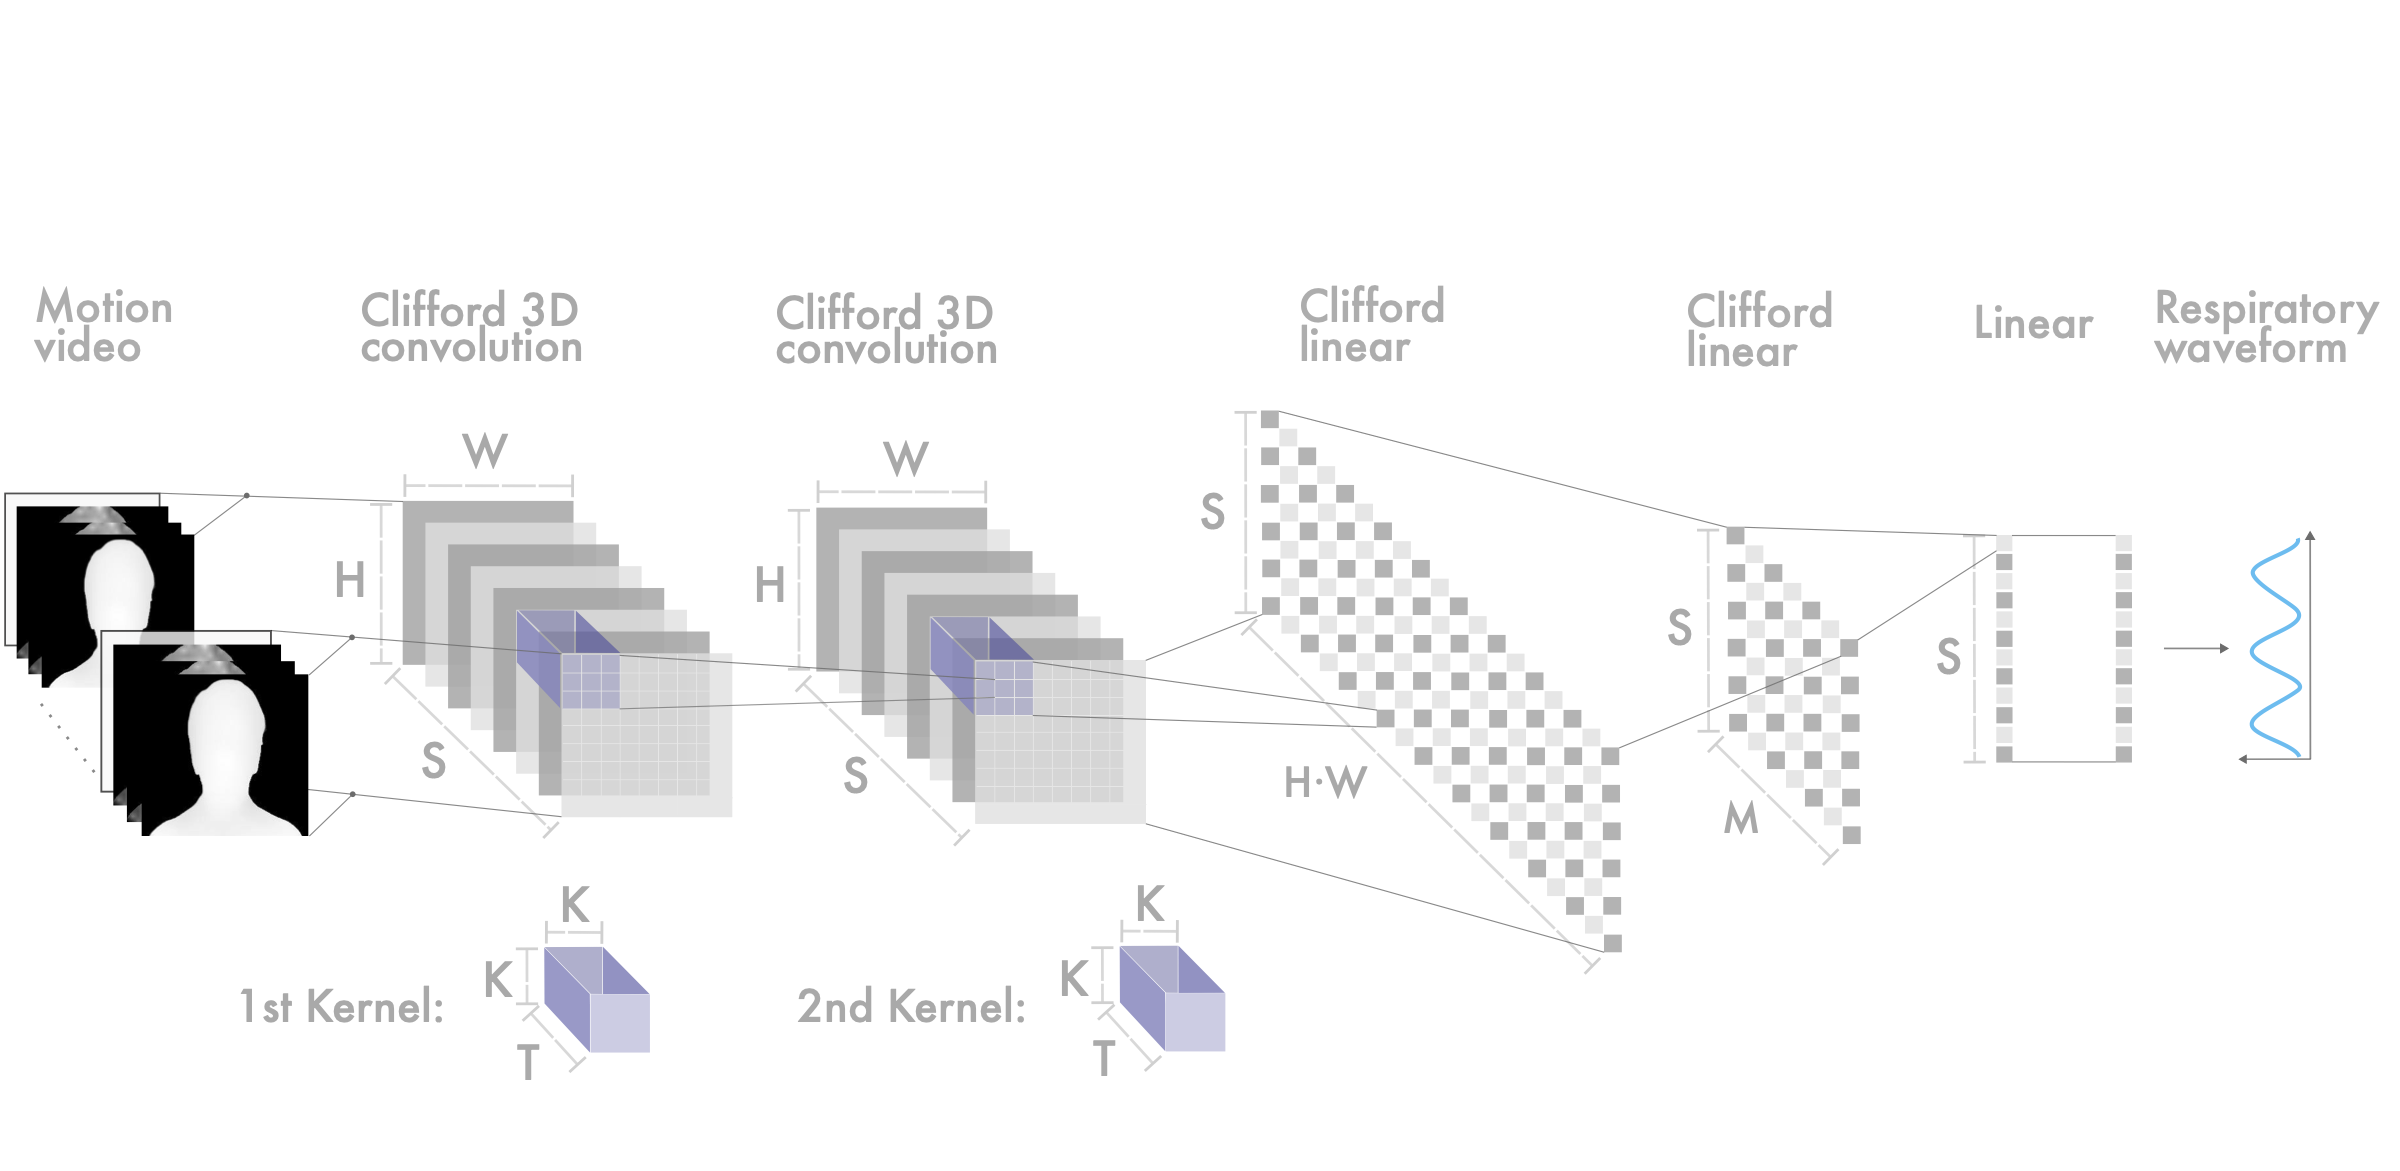 Motion
video
Clifford 3D
convolution
Clifford 3D
convolution
Clifford
linear
Clifford
linear
Linear
Respiratory
waveform
W
H
S
W
H
S
S
H·W
S
M
S
1st Kernel:
K
K
T
2nd Kernel:
K
K
T